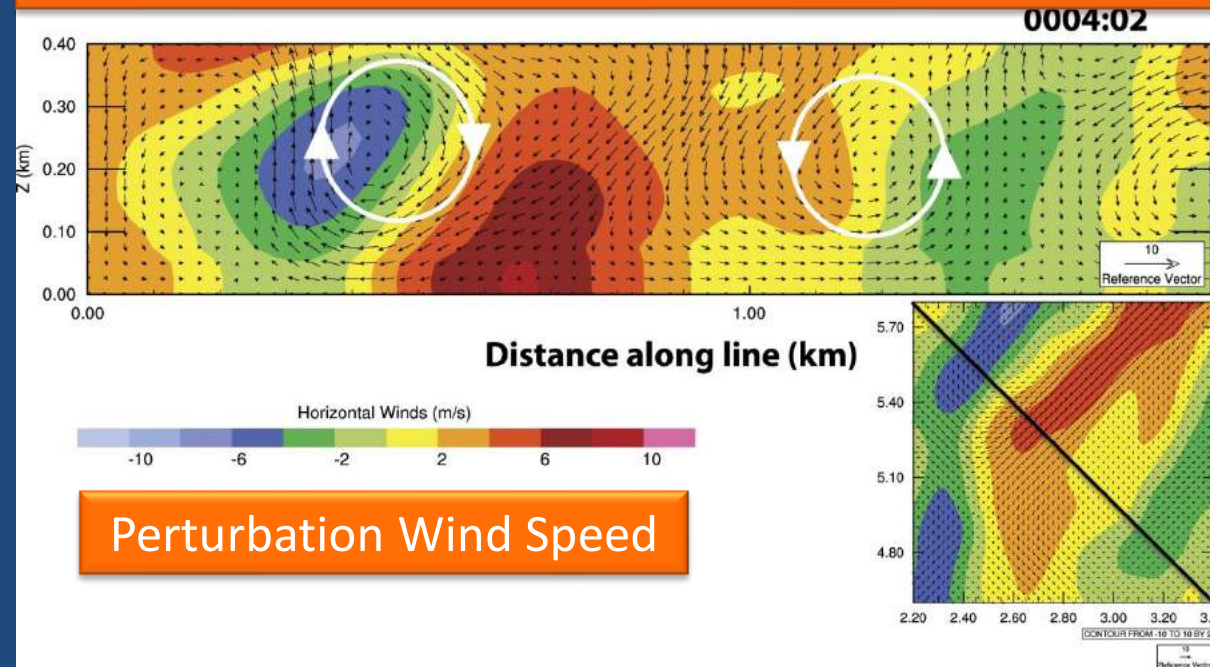 0004:02
0.40
0.30
0.20
0.10
0.00
Z (km)
0.00
1.00
10
Reference Vector
Distance along line (km)
Horizontal Winds (m/s)
-10 -6 -2 2 6 10
Perturbation Wind Speed
5.70
5.40
5.10
4.80
2.20 2.40 2.60 2.80 3.00 3.20
CONTOUR FROM -10 TO 10 BY 2
10
Reference Vector